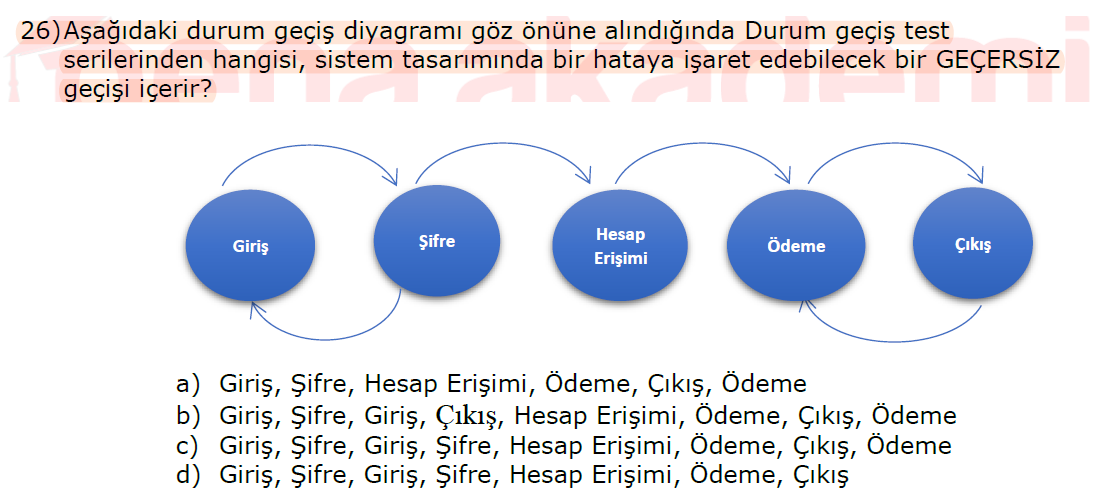 26)Aşağıdaki durum geçiş diyagramı göz önüne alındığında Durum geçiş test
serilerinden hangisi, sistem tasarımında bir hataya işaret edebilecek bir GEÇERSİZ
geçişi içerir?
Giriş
Şifre
Hesap
Erişimi
Ödeme
Çıkış
a) Giriş, Şifre, Hesap Erişimi, Ödeme, Çıkış, Ödeme
b) Giriş, Şifre, Giriş, Çıkış, Hesap Erişimi, Ödeme, Çıkış, Ödeme
c) Giriş, Şifre, Giriş, Şifre, Hesap Erişimi, Ödeme, Çıkış, Ödeme
d) Giriş, Şifre, Giriş, Şifre, Hesap Erişimi, Ödeme, Çıkış